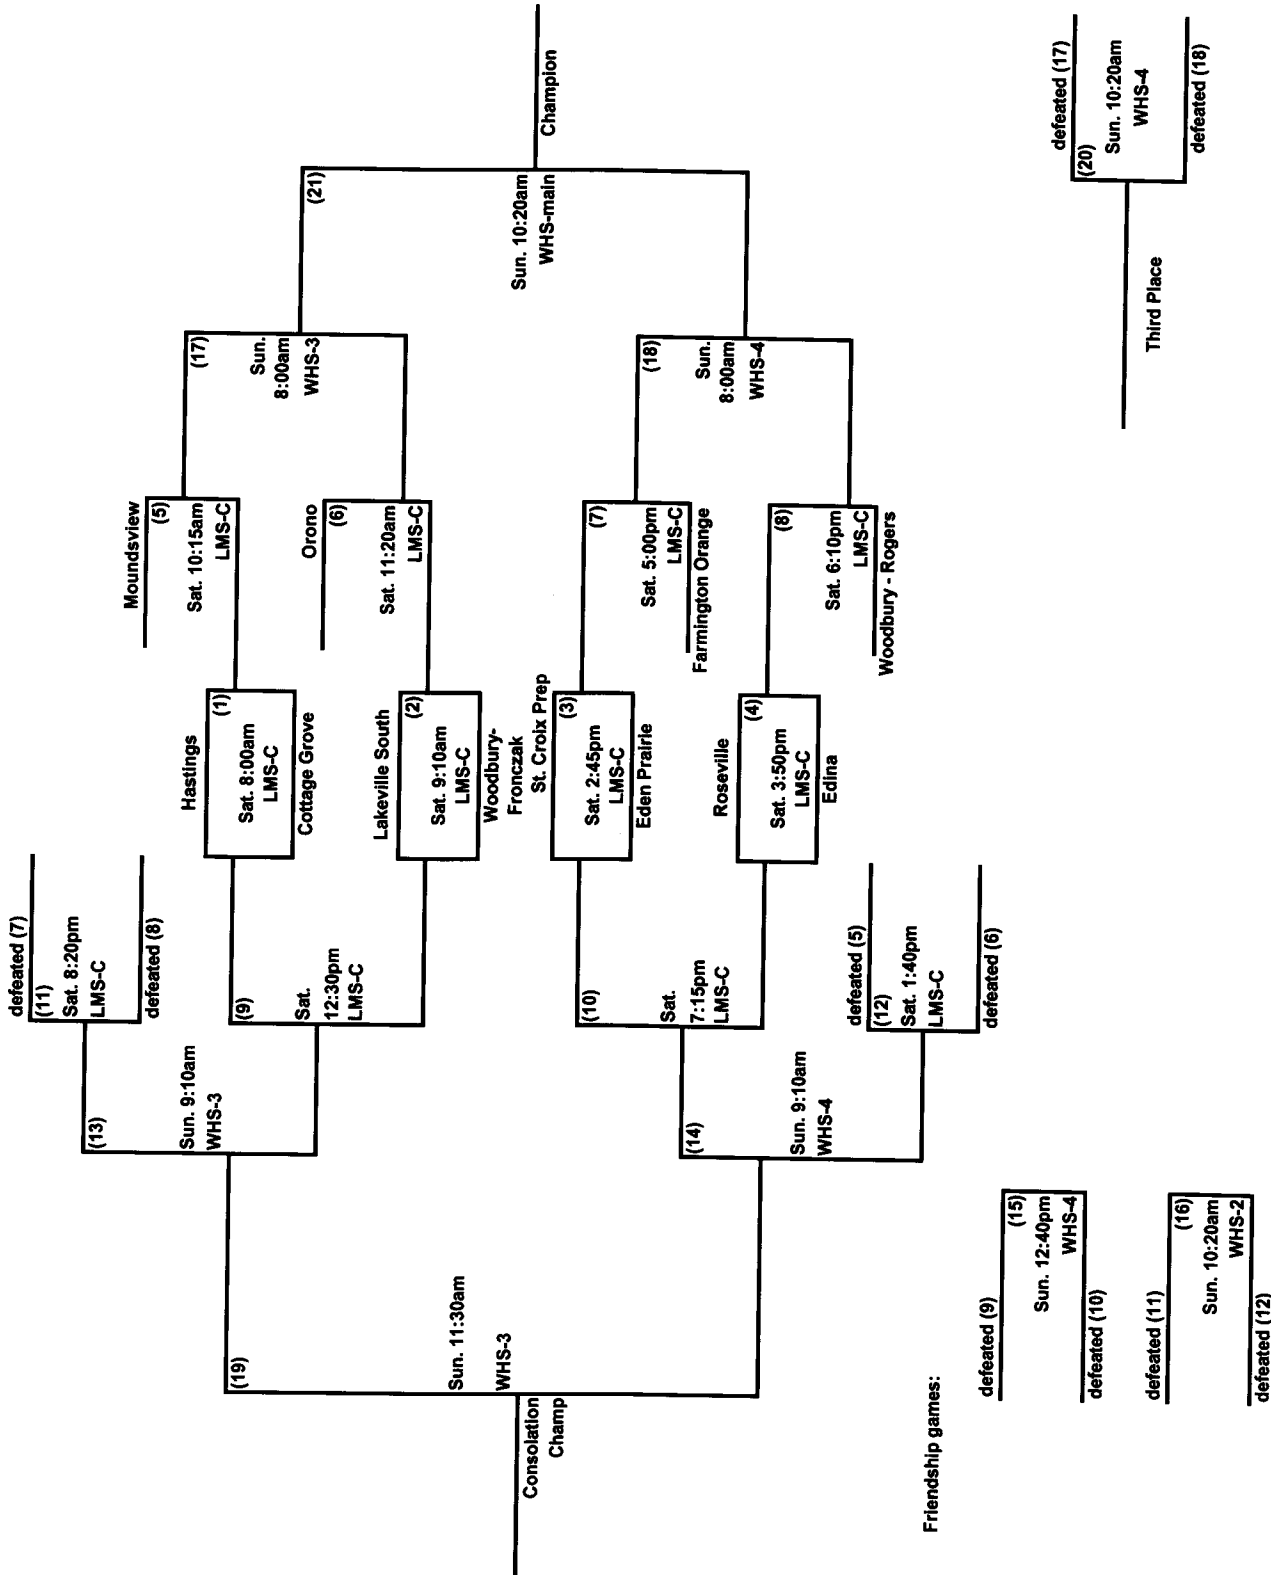 defeated (7)
(11)
Sat. 8:20pm
LMS-C
defeated (8)
(13)
Sun. 9:10am
WHS-3
Hastings
(1)
Sat. 8:00am
LMS-C
Cottage Grove
(9)
Sat.
12:30pm
LMS-C
Lakeville South
(2)
Sat. 9:10am
LMS-C
Woodbury-
Fronczak
Moundsview
(5)
Sat. 10:15am
LMS-C
Orono
(6)
Sat. 11:20am
LMS-C
(17)
Sun.
8:00am
WHS-3
(21)
Sun. 10:20am
WHS-main
Champion
St. Croix Prep
(3)
Sat. 2:45pm
LMS-C
Eden Prairie
(7)
Sat. 5:00pm
LMS-C
Farmington Orange
(10)
Sat.
7:15pm
LMS-C
Roseville
(4)
Sat. 3:50pm
LMS-C
Edina
(8)
Sat. 6:10pm
LMS-C
Woodbury - Rogers
(18)
Sun.
8:00am
WHS-4
defeated (5)
(12)
Sat. 1:40pm
LMS-C
defeated (6)
(14)
Sun. 9:10am
WHS-4
(19)
Sun. 11:30am
WHS-3
Consolation
Champ
Friendship games:
defeated (9)
(15)
Sun. 12:40pm
WHS-4
defeated (10)
defeated (11)
(16)
Sun. 10:20am
WHS-2
defeated (12)
defeated (17)
(20)
Sun. 10:20am
WHS-4
defeated (18)
Third Place